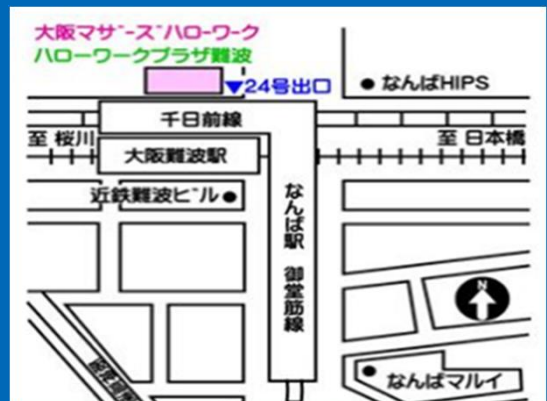 大阪マザーズハローワーク
ハローワークプラザ難波
▼24号出口
なんばHIPS
千日前線
至 桜川
至 日本橋
大阪難波駅
近鉄難波ビル
なんば駅 御堂筋線
N
なんばマルイ